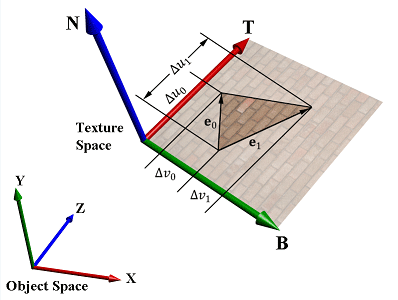 N
T
Δu₁
Δu₀
Texture
Space
e₀
e₁
Δv₀
Δv₁
B
Y
Z
X
Object Space